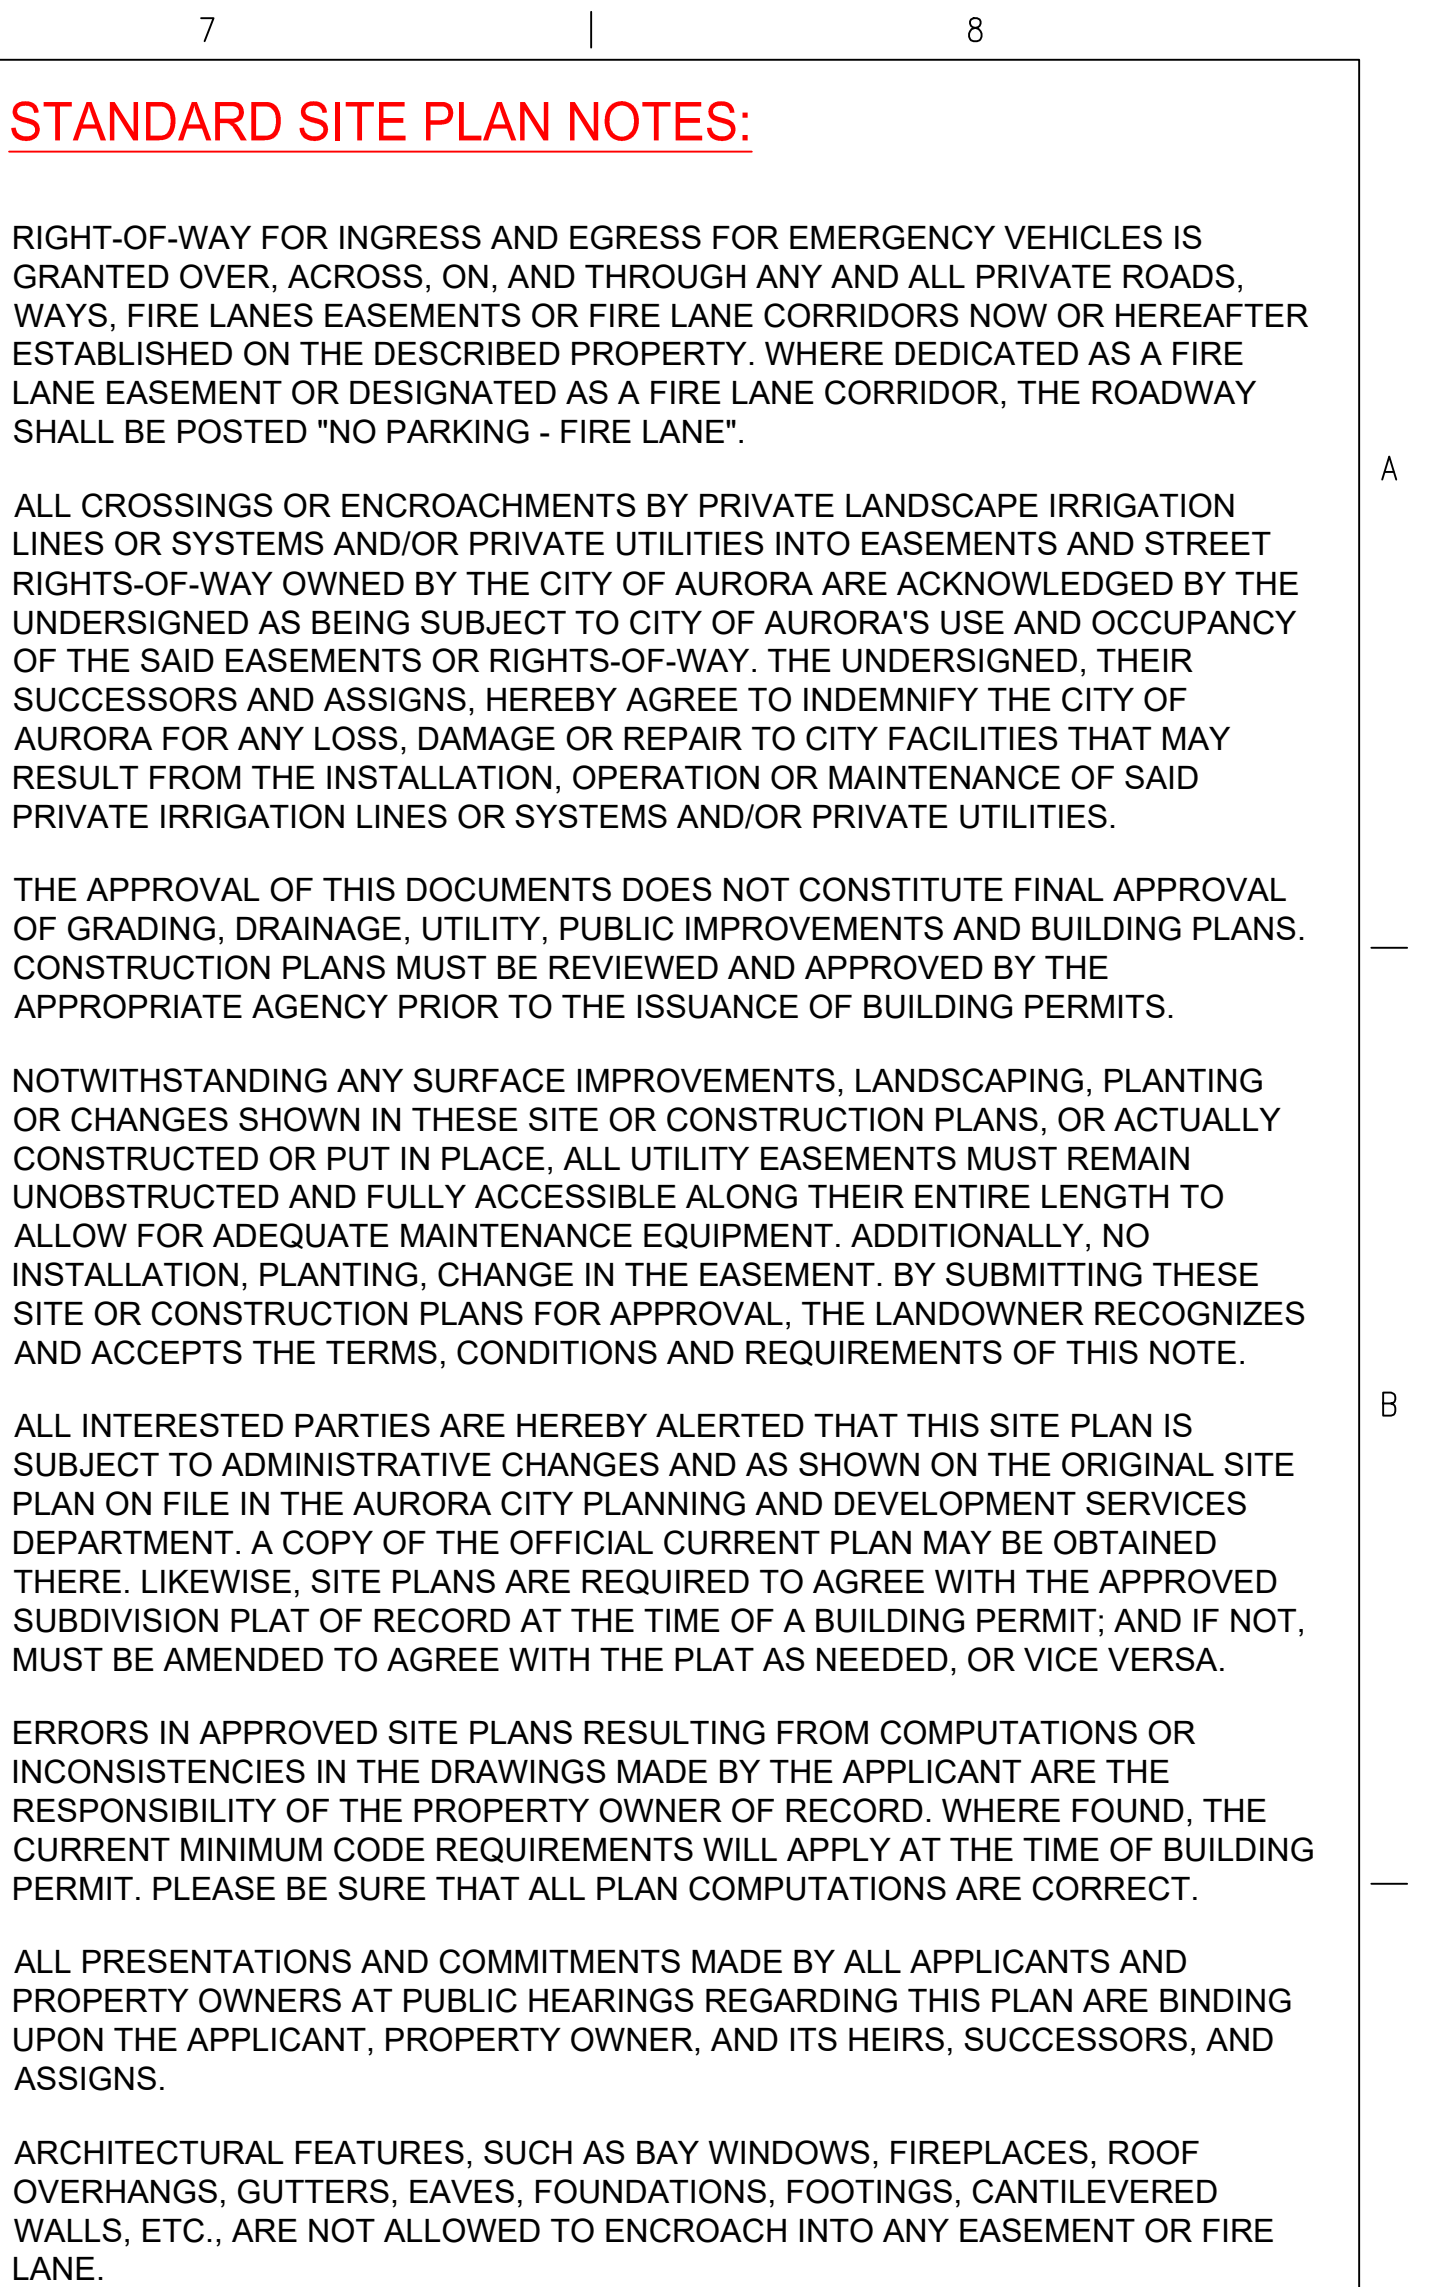 7
8
STANDARD SITE PLAN NOTES:
RIGHT-OF-WAY FOR INGRESS AND EGRESS FOR EMERGENCY VEHICLES IS
GRANTED OVER, ACROSS, ON, AND THROUGH ANY AND ALL PRIVATE ROADS,
WAYS, FIRE LANES EASEMENTS OR FIRE LANE CORRIDORS NOW OR HEREAFTER
ESTABLISHED ON THE DESCRIBED PROPERTY. WHERE DEDICATED AS A FIRE
LANE EASEMENT OR DESIGNATED AS A FIRE LANE CORRIDOR, THE ROADWAY
SHALL BE POSTED "NO PARKING - FIRE LANE".
A
ALL CROSSINGS OR ENCROACHMENTS BY PRIVATE LANDSCAPE IRRIGATION
LINES OR SYSTEMS AND/OR PRIVATE UTILITIES INTO EASEMENTS AND STREET
RIGHTS-OF-WAY OWNED BY THE CITY OF AURORA ARE ACKNOWLEDGED BY THE
UNDERSIGNED AS BEING SUBJECT TO CITY OF AURORA'S USE AND OCCUPANCY
OF THE SAID EASEMENTS OR RIGHTS-OF-WAY. THE UNDERSIGNED, THEIR
SUCCESSORS AND ASSIGNS, HEREBY AGREE TO INDEMNIFY THE CITY OF
AURORA FOR ANY LOSS, DAMAGE OR REPAIR TO CITY FACILITIES THAT MAY
RESULT FROM THE INSTALLATION, OPERATION OR MAINTENANCE OF SAID
PRIVATE IRRIGATION LINES OR SYSTEMS AND/OR PRIVATE UTILITIES.
THE APPROVAL OF THIS DOCUMENTS DOES NOT CONSTITUTE FINAL APPROVAL
OF GRADING, DRAINAGE, UTILITY, PUBLIC IMPROVEMENTS AND BUILDING PLANS.
CONSTRUCTION PLANS MUST BE REVIEWED AND APPROVED BY THE
APPROPRIATE AGENCY PRIOR TO THE ISSUANCE OF BUILDING PERMITS.
NOTWITHSTANDING ANY SURFACE IMPROVEMENTS, LANDSCAPING, PLANTING
OR CHANGES SHOWN IN THESE SITE OR CONSTRUCTION PLANS, OR ACTUALLY
CONSTRUCTED OR PUT IN PLACE, ALL UTILITY EASEMENTS MUST REMAIN
UNOBSTRUCTED AND FULLY ACCESSIBLE ALONG THEIR ENTIRE LENGTH TO
ALLOW FOR ADEQUATE MAINTENANCE EQUIPMENT. ADDITIONALLY, NO
INSTALLATION, PLANTING, CHANGE IN THE EASEMENT. BY SUBMITTING THESE
SITE OR CONSTRUCTION PLANS FOR APPROVAL, THE LANDOWNER RECOGNIZES
AND ACCEPTS THE TERMS, CONDITIONS AND REQUIREMENTS OF THIS NOTE.
B
ALL INTERESTED PARTIES ARE HEREBY ALERTED THAT THIS SITE PLAN IS
SUBJECT TO ADMINISTRATIVE CHANGES AND AS SHOWN ON THE ORIGINAL SITE
PLAN ON FILE IN THE AURORA CITY PLANNING AND DEVELOPMENT SERVICES
DEPARTMENT. A COPY OF THE OFFICIAL CURRENT PLAN MAY BE OBTAINED
THERE. LIKEWISE, SITE PLANS ARE REQUIRED TO AGREE WITH THE APPROVED
SUBDIVISION PLAT OF RECORD AT THE TIME OF A BUILDING PERMIT; AND IF NOT,
MUST BE AMENDED TO AGREE WITH THE PLAT AS NEEDED, OR VICE VERSA.
ERRORS IN APPROVED SITE PLANS RESULTING FROM COMPUTATIONS OR
INCONSISTENCIES IN THE DRAWINGS MADE BY THE APPLICANT ARE THE
RESPONSIBILITY OF THE PROPERTY OWNER OF RECORD. WHERE FOUND, THE
CURRENT MINIMUM CODE REQUIREMENTS WILL APPLY AT THE TIME OF BUILDING
PERMIT. PLEASE BE SURE THAT ALL PLAN COMPUTATIONS ARE CORRECT.
ALL PRESENTATIONS AND COMMITMENTS MADE BY ALL APPLICANTS AND
PROPERTY OWNERS AT PUBLIC HEARINGS REGARDING THIS PLAN ARE BINDING
UPON THE APPLICANT, PROPERTY OWNER, AND ITS HEIRS, SUCCESSORS, AND
ASSIGNS.
ARCHITECTURAL FEATURES, SUCH AS BAY WINDOWS, FIREPLACES, ROOF
OVERHANGS, GUTTERS, EAVES, FOUNDATIONS, FOOTINGS, CANTILEVERED
WALLS, ETC., ARE NOT ALLOWED TO ENCROACH INTO ANY EASEMENT OR FIRE
LANE.